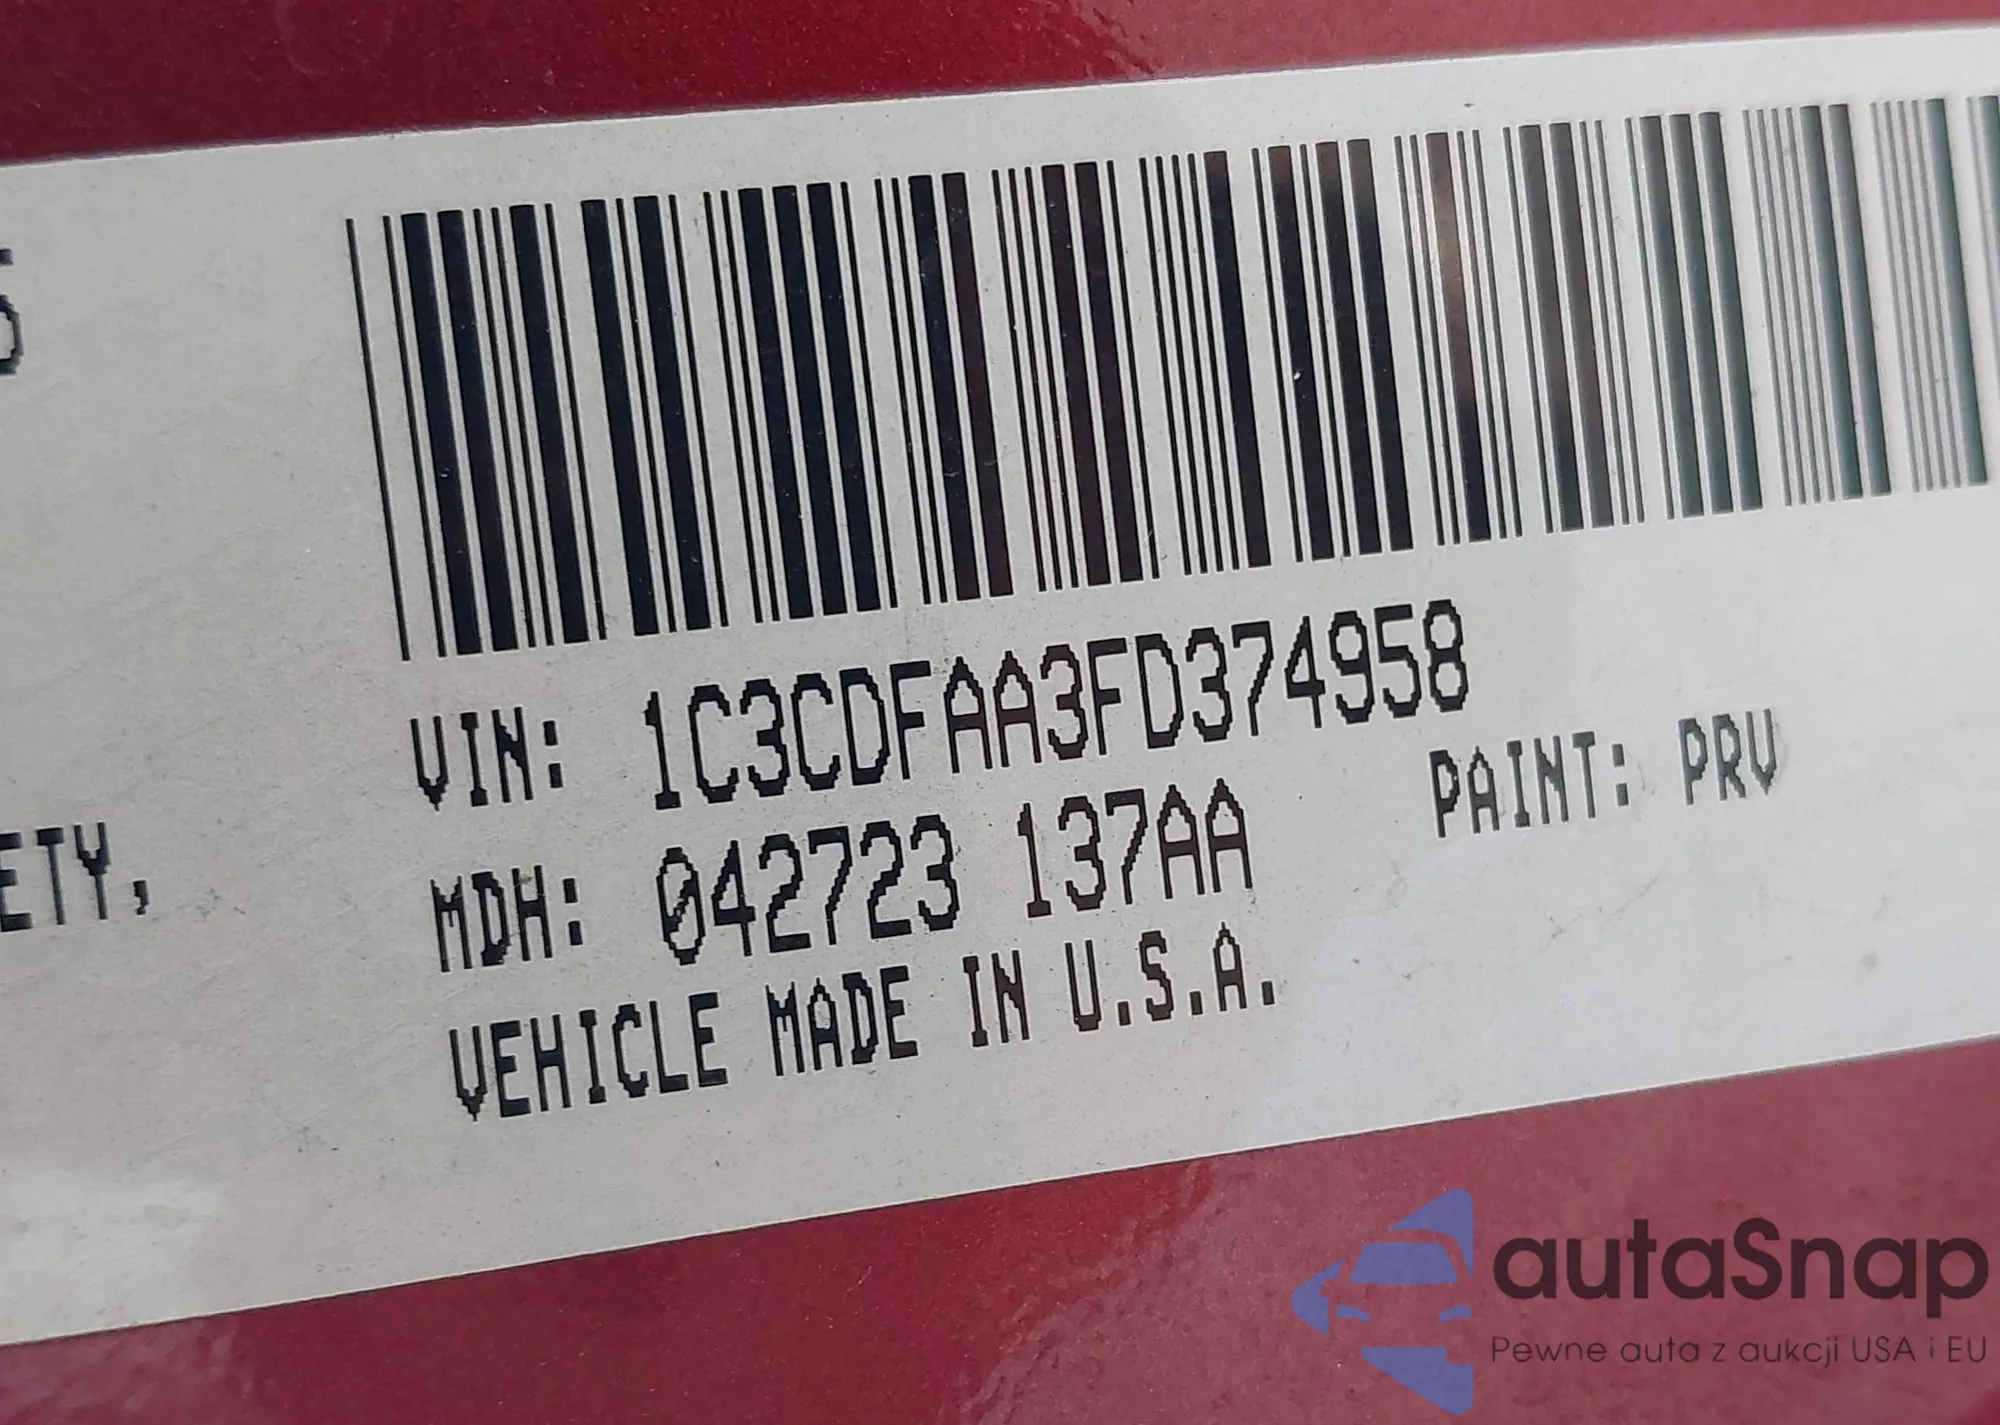 ETY,
VIN: 1C3CDFAA3FD374958
MDH: 042723 137AA
PAINT: PRV
VEHICLE MADE IN U.S.A.
autaSnap
Pewne auta z aukcji USA i EU